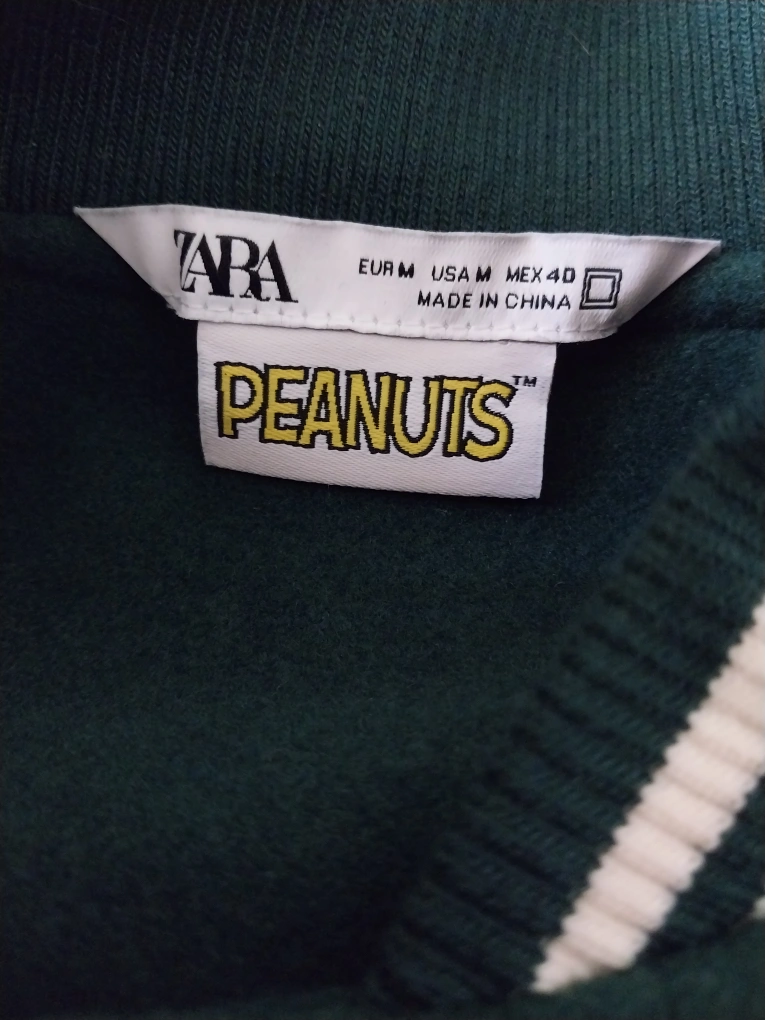 ZARA
EUR M USA M MEX 40
MADE IN CHINA
PEANUTS™